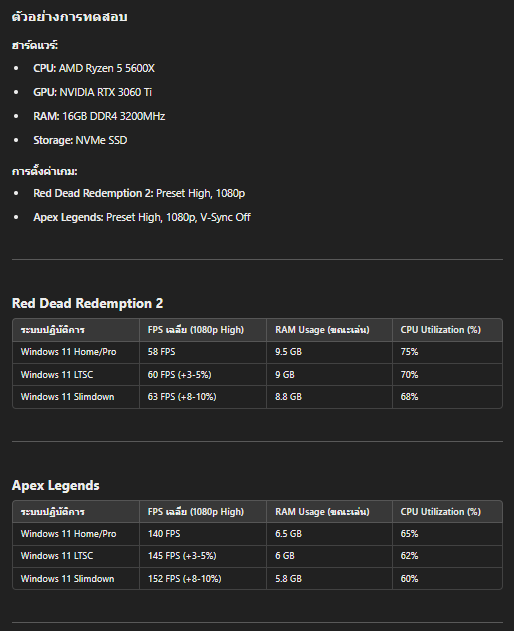 ตัวอย่างการทดสอบ
ฮาร์ดแวร์:
CPU: AMD Ryzen 5 5600X
GPU: NVIDIA RTX 3060 Ti
RAM: 16GB DDR4 3200MHz
Storage: NVMe SSD
การตั้งค่าเกม:
Red Dead Redemption 2: Preset High, 1080p
Apex Legends: Preset High, 1080p, V-Sync Off
Red Dead Redemption 2
ระบบปฏิบัติการ FPS เฉลี่ย (1080p High) RAM Usage (ขณะเล่น) CPU Utilization (%)
Windows 11 Home/Pro 58 FPS 9.5 GB 75%
Windows 11 LTSC 60 FPS (+3-5%) 9 GB 70%
Windows 11 Slimdown 63 FPS (+8-10%) 8.8 GB 68%
Apex Legends
ระบบปฏิบัติการ FPS เฉลี่ย (1080p High) RAM Usage (ขณะเล่น) CPU Utilization (%)
Windows 11 Home/Pro 140 FPS 6.5 GB 65%
Windows 11 LTSC 145 FPS (+3-5%) 6 GB 62%
Windows 11 Slimdown 152 FPS (+8-10%) 5.8 GB 60%